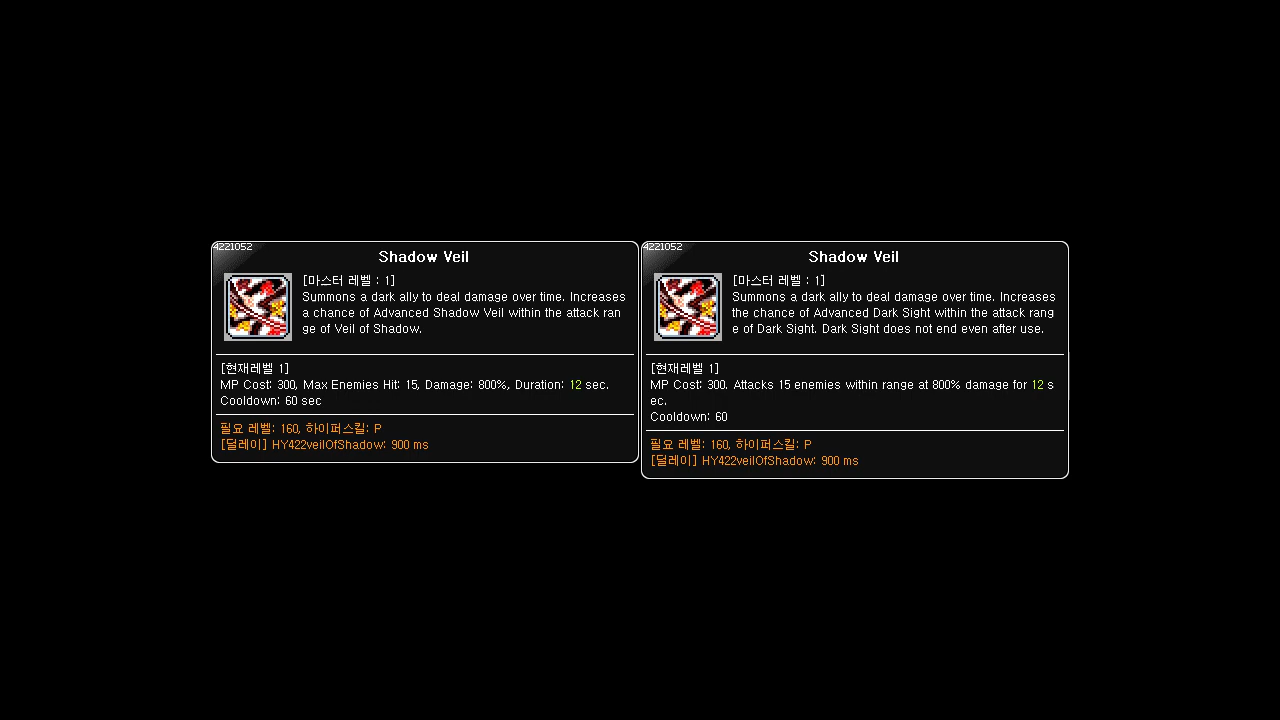 4221052
Shadow Veil
[마스터 레벨 : 1]
Summons a dark ally to deal damage over time. Increases
a chance of Advanced Shadow Veil within the attack ran
ge of Veil of Shadow.
[현재레벨 1]
MP Cost: 300, Max Enemies Hit: 15, Damage: 800%, Duration: 12 sec.
Cooldown: 60 sec
필요 레벨: 160, 하이퍼스킬: P
[딜레이] HY422veilOfShadow: 900 ms
4221052
Shadow Veil
[마스터 레벨 : 1]
Summons a dark ally to deal damage over time. Increases
the chance of Advanced Dark Sight within the attack rang
e of Dark Sight. Dark Sight does not end even after use.
[현재레벨 1]
MP Cost: 300. Attacks 15 enemies within range at 800% damage for 12 s
ec.
Cooldown: 60
필요 레벨: 160, 하이퍼스킬: P
[딜레이] HY422veilOfShadow: 900 ms